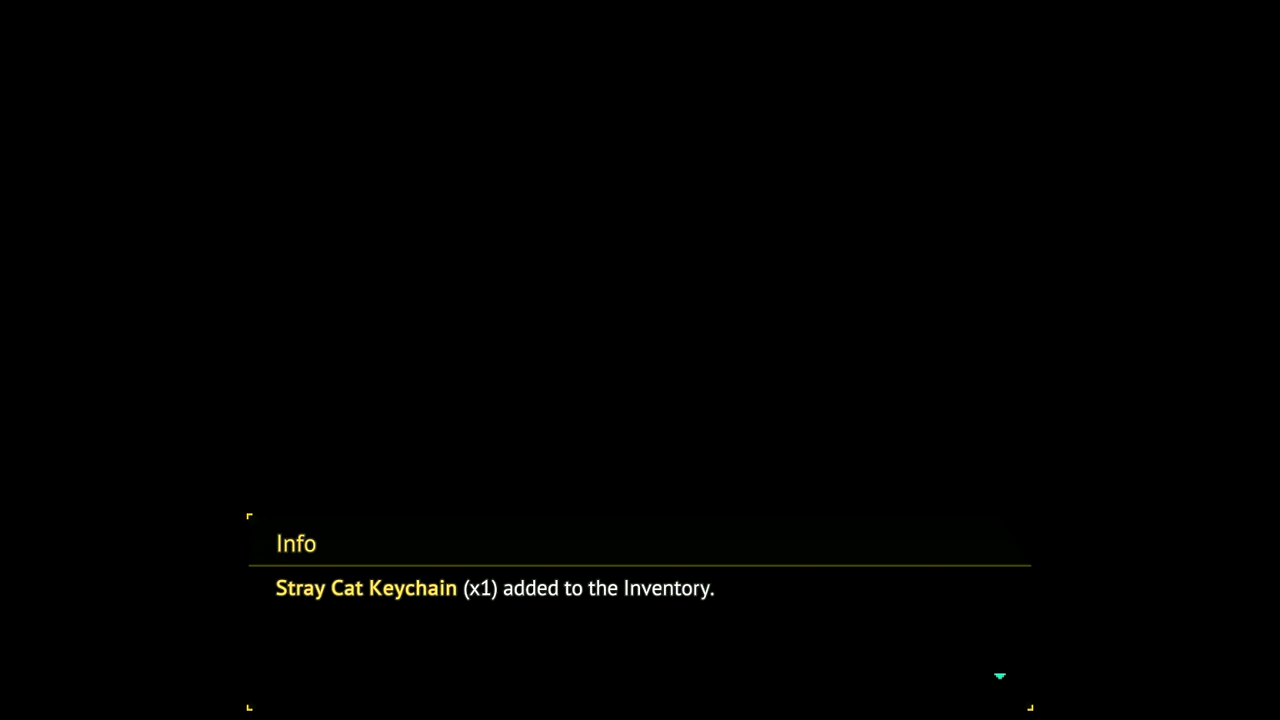 Info
Stray Cat Keychain (x1) added to the Inventory.